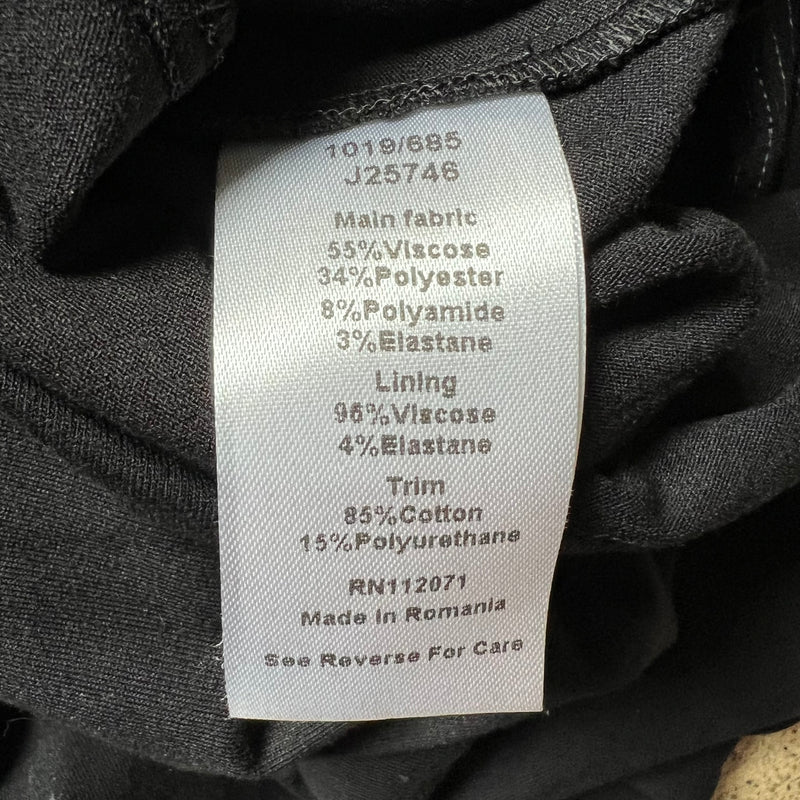 1019/685
J25746
Main fabric
55%Viscose
34%Polyester
8%Polyamide
3%Elastane
Lining
96%Viscose
4%Elastane
Trim
85%Cotton
15%Polyurethane
RN112071
Made in Romania
See Reverse For Care